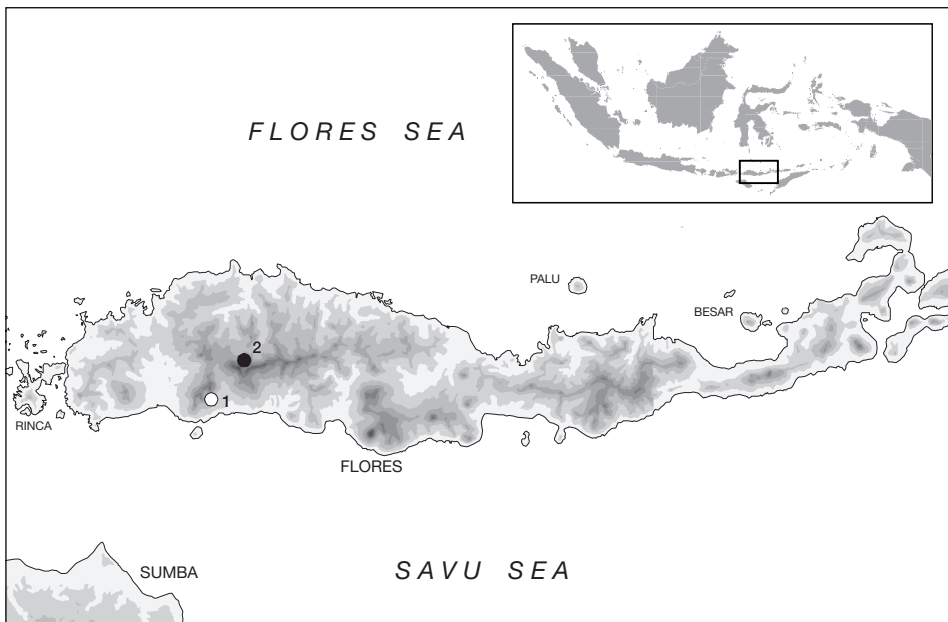 FLORES SEA
PALU
BESAR
2
1
RINCA
FLORES
SUMBA
SAVU SEA